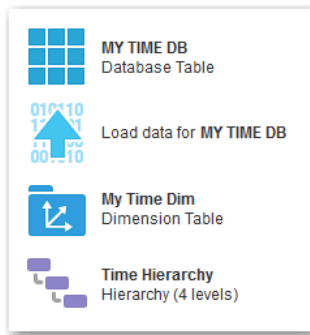 MY TIME DB
Database Table
010110
Load data for MY TIME DB
My Time Dim
Dimension Table
Time Hierarchy
Hierarchy (4 levels)